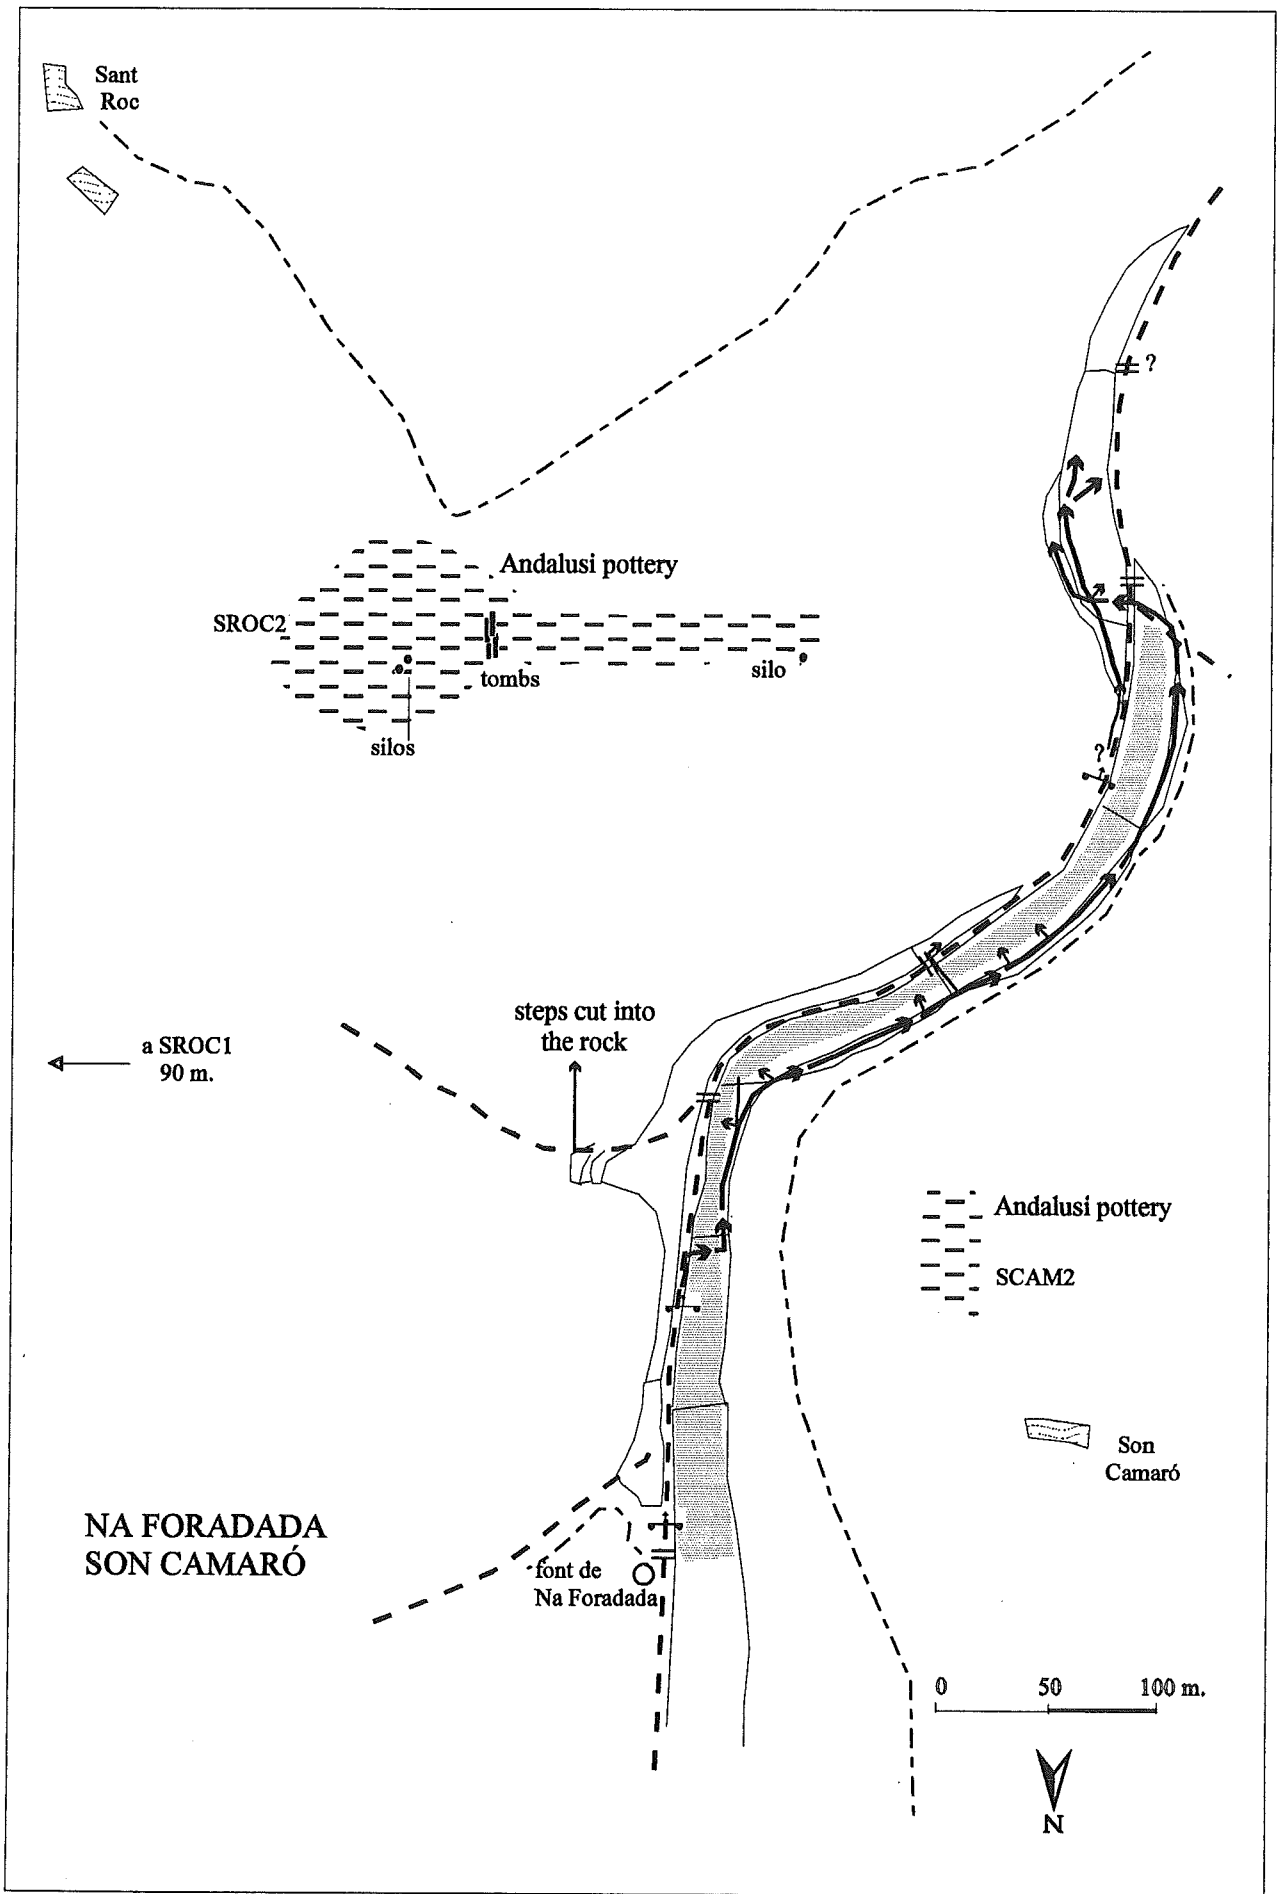 Sant
Roc
?
Andalusi pottery
SROC2
tombs
silo
silos
?
steps cut into
the rock
a SROC1
90 m.
Andalusi pottery
SCAM2
Son
Camaró
NA FORADADA
SON CAMARÓ
font de
Na Foradada
0 50 100 m.
N